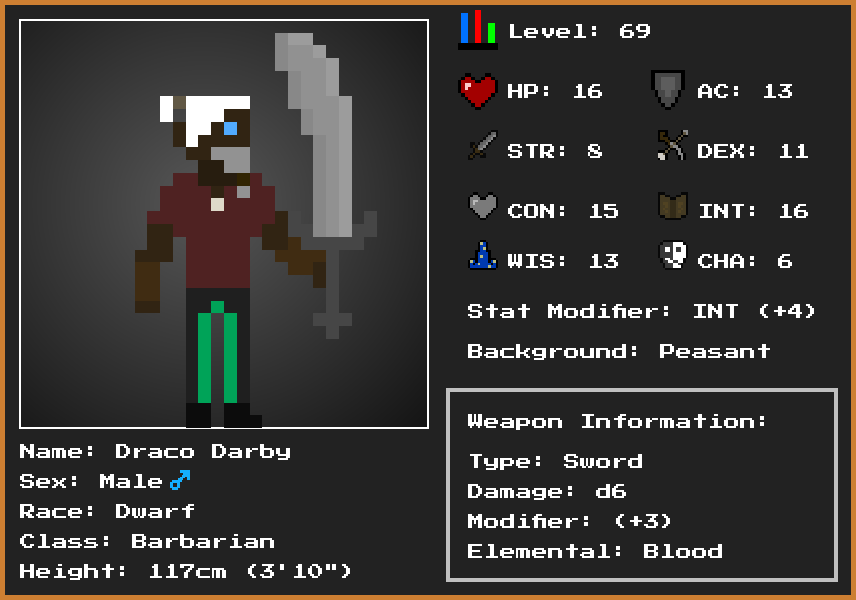 Level: 69
HP: 16
AC: 13
STR: 8
DEX: 11
CON: 15
INT: 16
WIS: 13
CHA: 6
Stat Modifier: INT (+4)
Background: Peasant
Weapon Information:
Type: Sword
Damage: d6
Modifier: (+3)
Elemental: Blood
Name: Draco Darby
Sex: Male ♂
Race: Dwarf
Class: Barbarian
Height: 117cm (3'10")